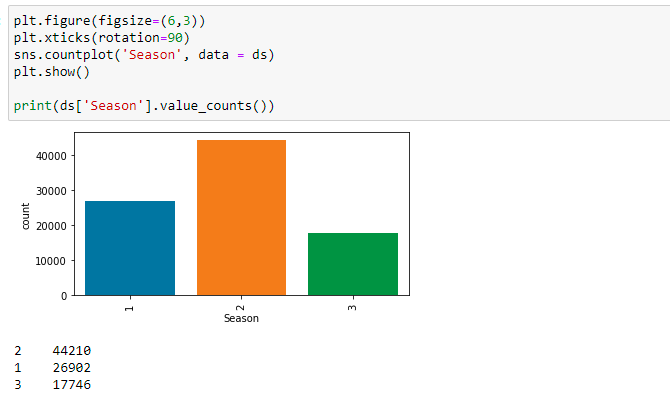 plt.figure(figsize=(6,3))
plt.xticks(rotation=90)
sns.countplot('Season', data = ds)
plt.show()
print(ds['Season'].value_counts())
40000
30000
20000
10000
0
count
1
2
3
Season
2 44210
1 26902
3 17746